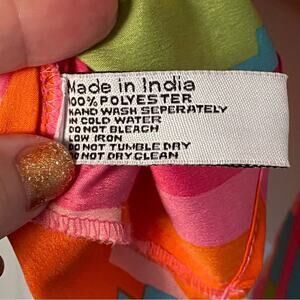 Made in India
100% POLYESTER
HAND WASH SEPERATELY
IN COLD WATER
DO NOT BLEACH
LOW IRON
DO NOT TUMBLE DRY
DO NOT DRY CLEAN